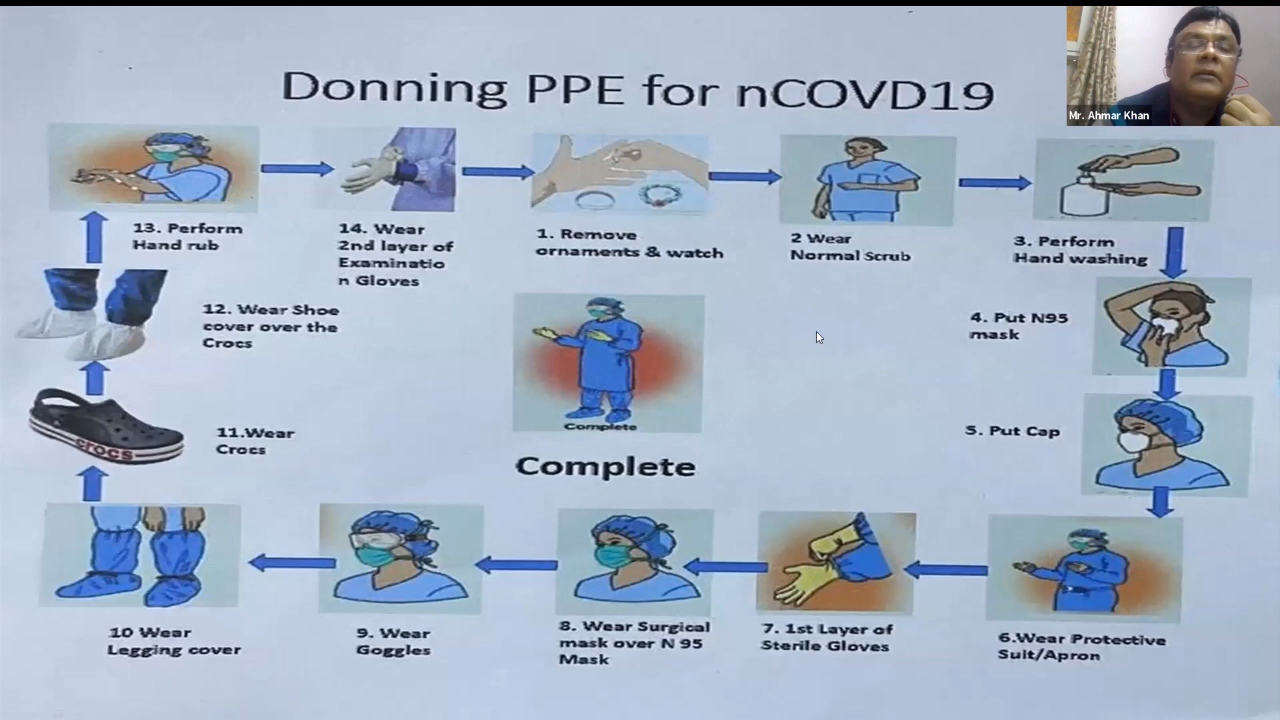 Donning PPE for nCOVD19
Mr. Ahmar Khan
1. Remove
ornaments & watch
2 Wear
Normal Scrub
3. Perform
Hand washing
4. Put N95
mask
5. Put Cap
6.Wear Protective
Suit/Apron
7. 1st Layer of
Sterile Gloves
8. Wear Surgical
mask over N 95
Mask
9. Wear
Goggles
10 Wear
Legging cover
11.Wear
Crocs
crocs
12. Wear Shoe
cover over the
Crocs
13. Perform
Hand rub
14. Wear
2nd layer of
Examinatio
n Gloves
Complete
Complete